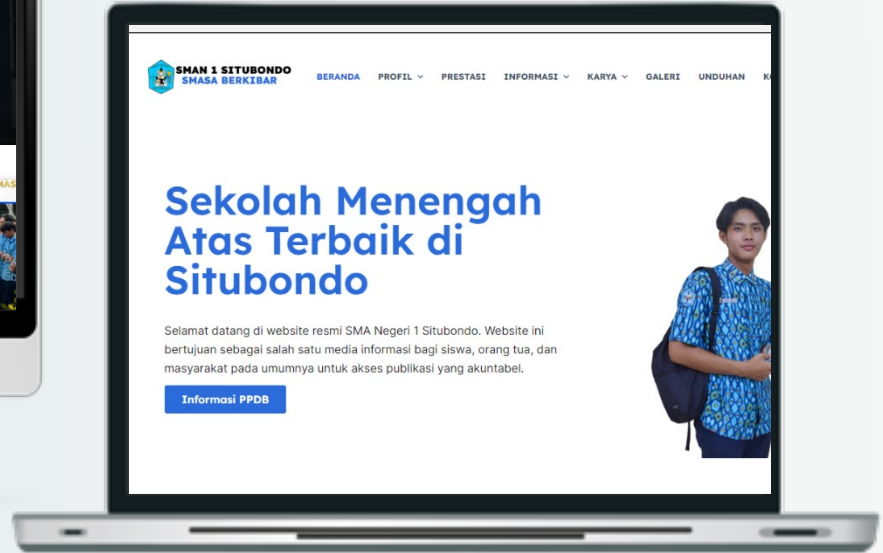 SMAN 1 SITUBONDO
SMASA BERKIBAR
BERANDA PROFIL PRESTASI INFORMASI KARYA GALERI UNDUHAN
Sekolah Menengah
Atas Terbaik di
Situbondo
Selamat datang di website resmi SMA Negeri 1 Situbondo. Website ini
bertujuan sebagai salah satu media informasi bagi siswa, orang tua, dan
masyarakat pada umumnya untuk akses publikasi yang akuntabel.
Informasi PPDB